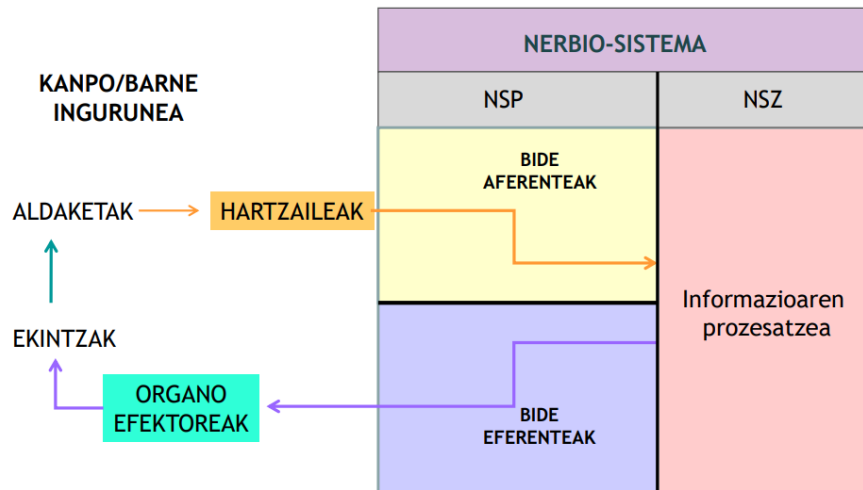 NERBIO-SISTEMA
KANPO/BARNE
INGURUNEA
NSP
NSZ
BIDE
AFERENTEAK
ALDAKETAK
HARTZAILEAK
Informazioaren
prozesatzea
EKINTZAK
ORGANO
EFEKTOREAK
BIDE
EFERENTEAK